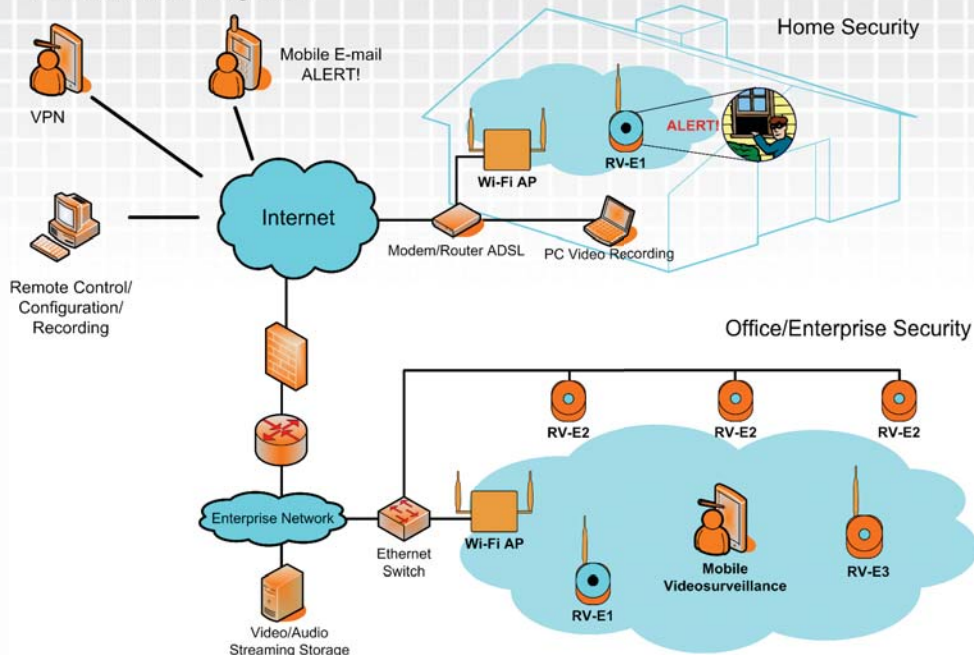 Home Security
Mobile E-mail
ALERT!
VPN
ALERT!
RV-E1
Wi-Fi AP
Internet
Modem/Router ADSL
PC Video Recording
Remote Control/
Configuration/
Recording
Office/Enterprise Security
RV-E2
RV-E2
RV-E2
Enterprise Network
Wi-Fi AP
Ethernet
Switch
Mobile
Videosurveillance
RV-E3
RV-E1
Video/Audio
Streaming Storage